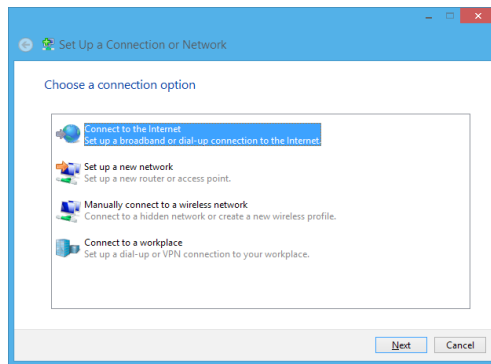 Set Up a Connection or Network
Choose a connection option
Connect to the Internet
Set up a broadband or dial-up connection to the Internet.
Set up a new network
Set up a new router or access point.
Manually connect to a wireless network
Connect to a hidden network or create a new wireless profile.
Connect to a workplace
Set up a dial-up or VPN connection to your workplace.
Next Cancel